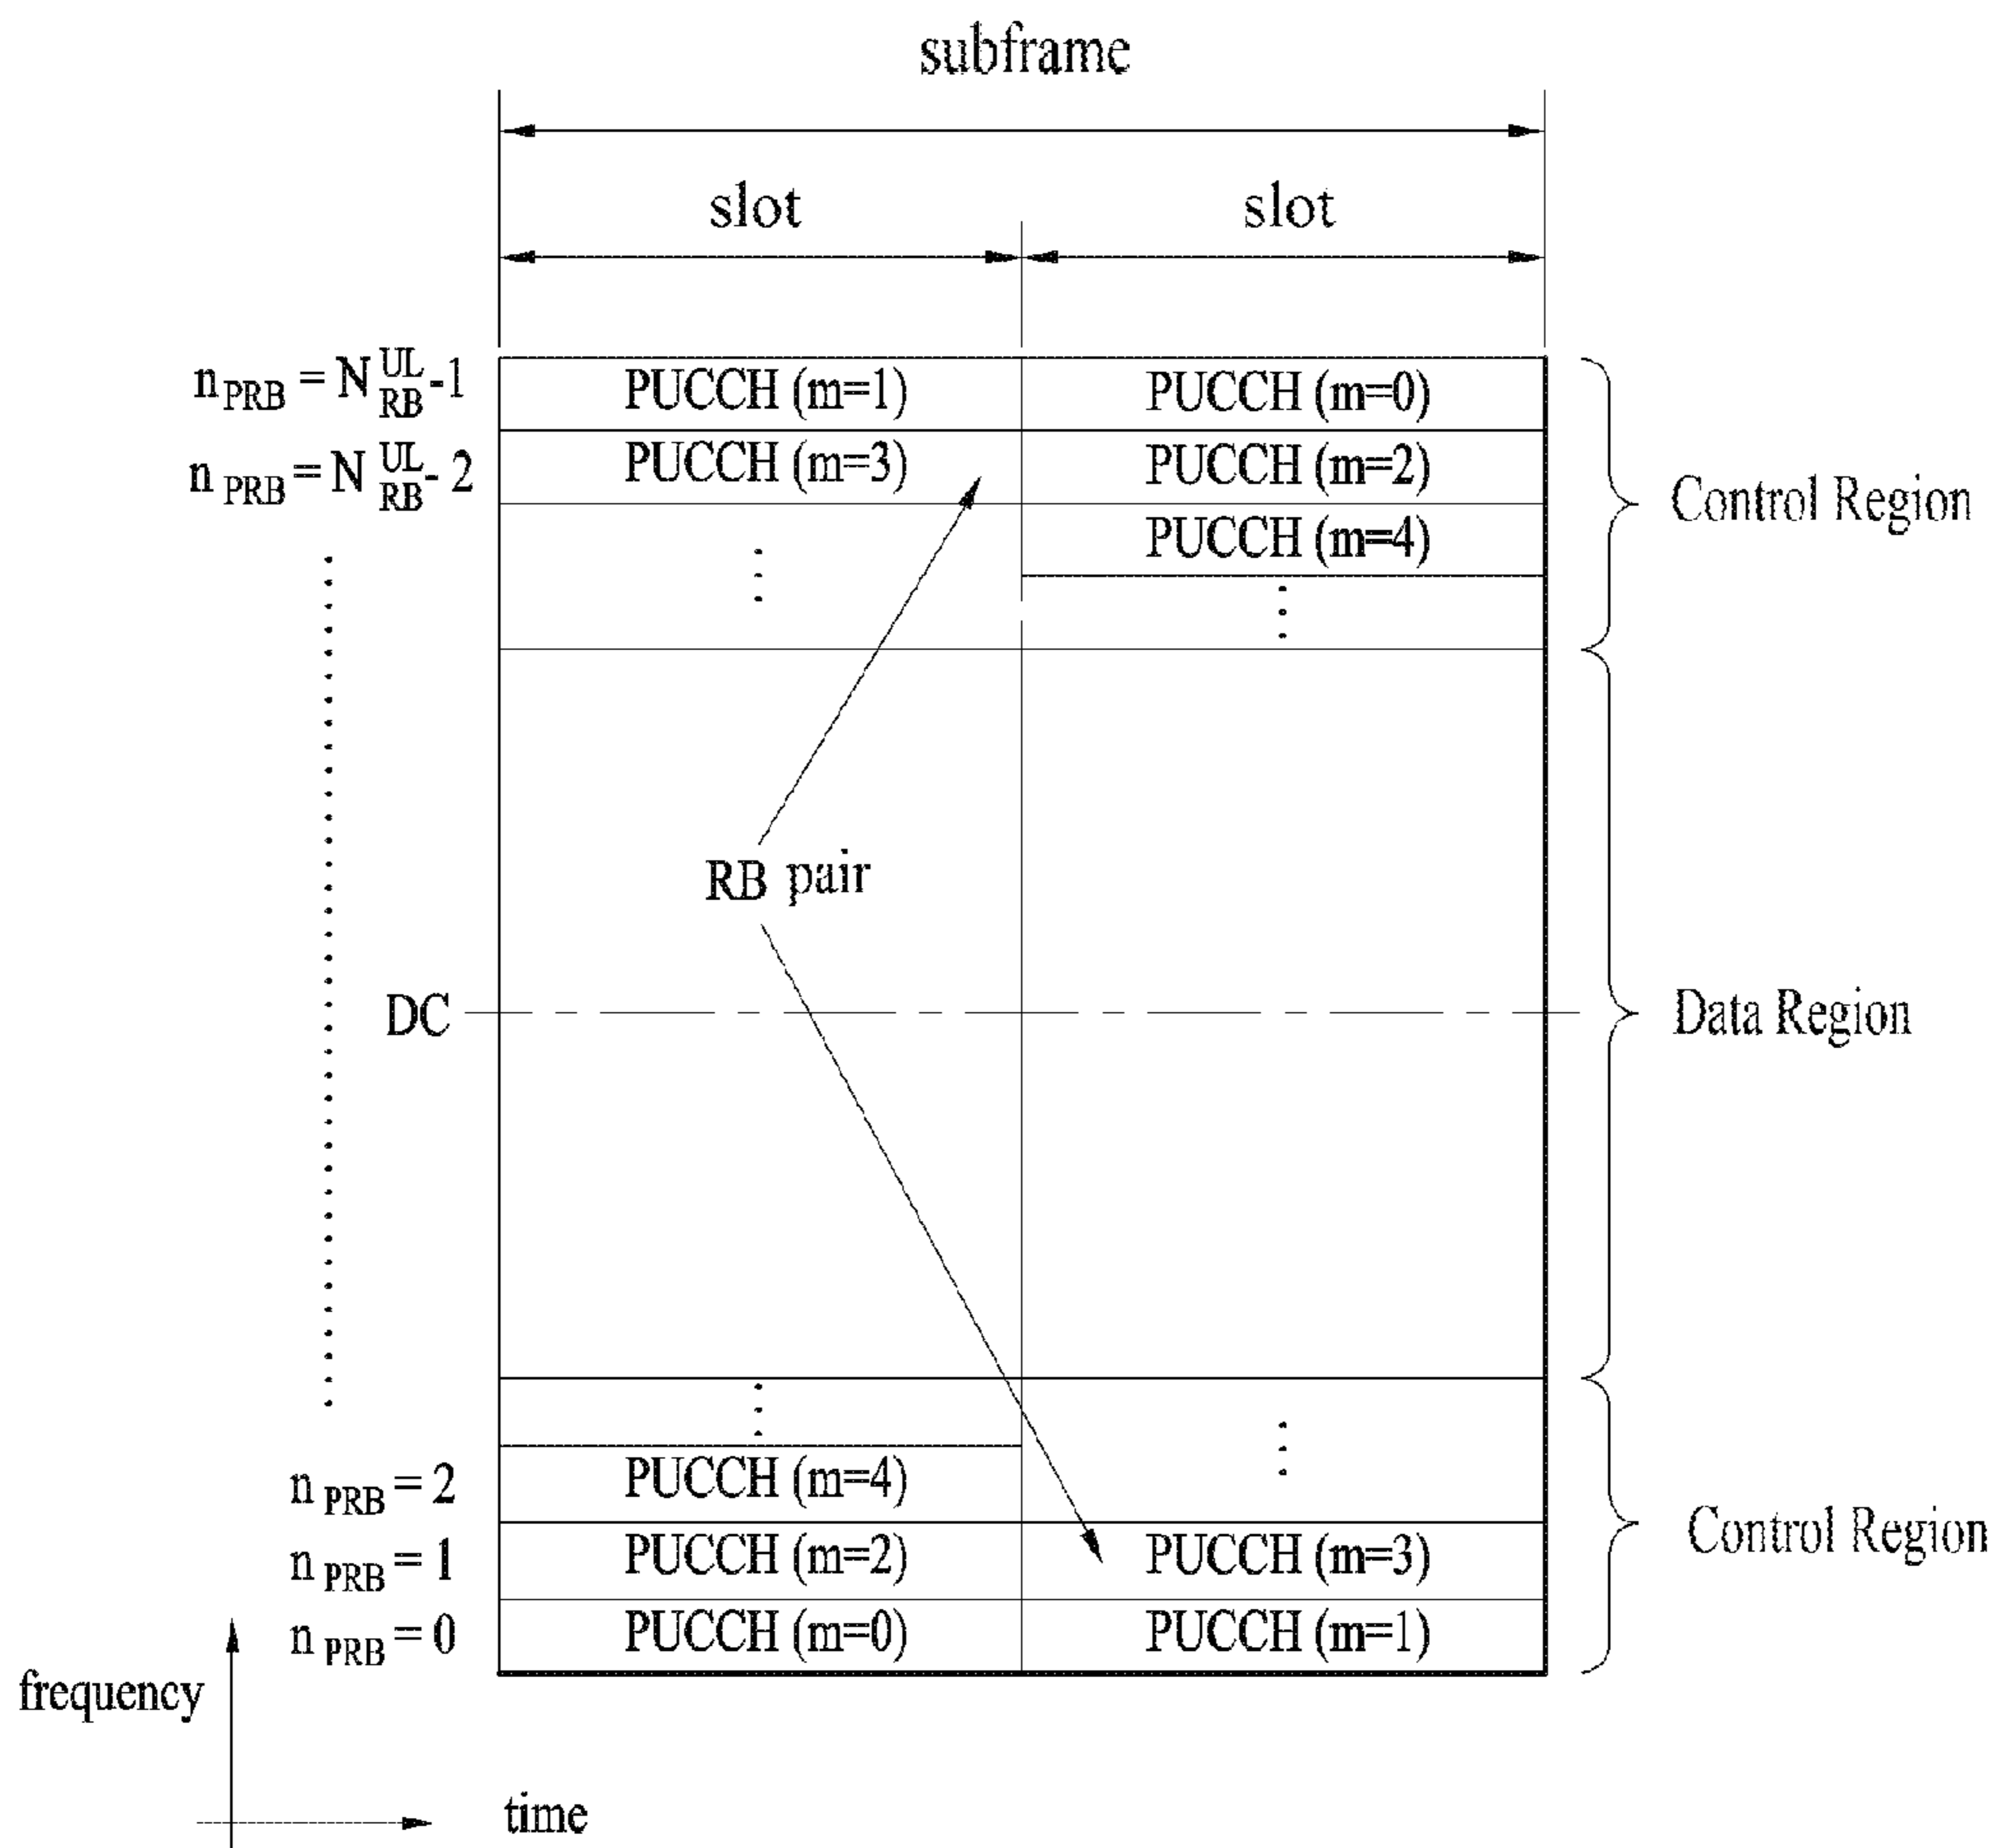 subframe
slot slot
n PRB = N UL RB -1 PUCCH (m=1) PUCCH (m=0)
n PRB = N UL RB - 2 PUCCH (m=3) PUCCH (m=2)
PUCCH (m=4)
Control Region
RB pair
DC
Data Region
n PRB = 2 PUCCH (m=4)
n PRB = 1 PUCCH (m=2) PUCCH (m=3)
Control Region
n PRB = 0 PUCCH (m=0) PUCCH (m=1)
frequency
time